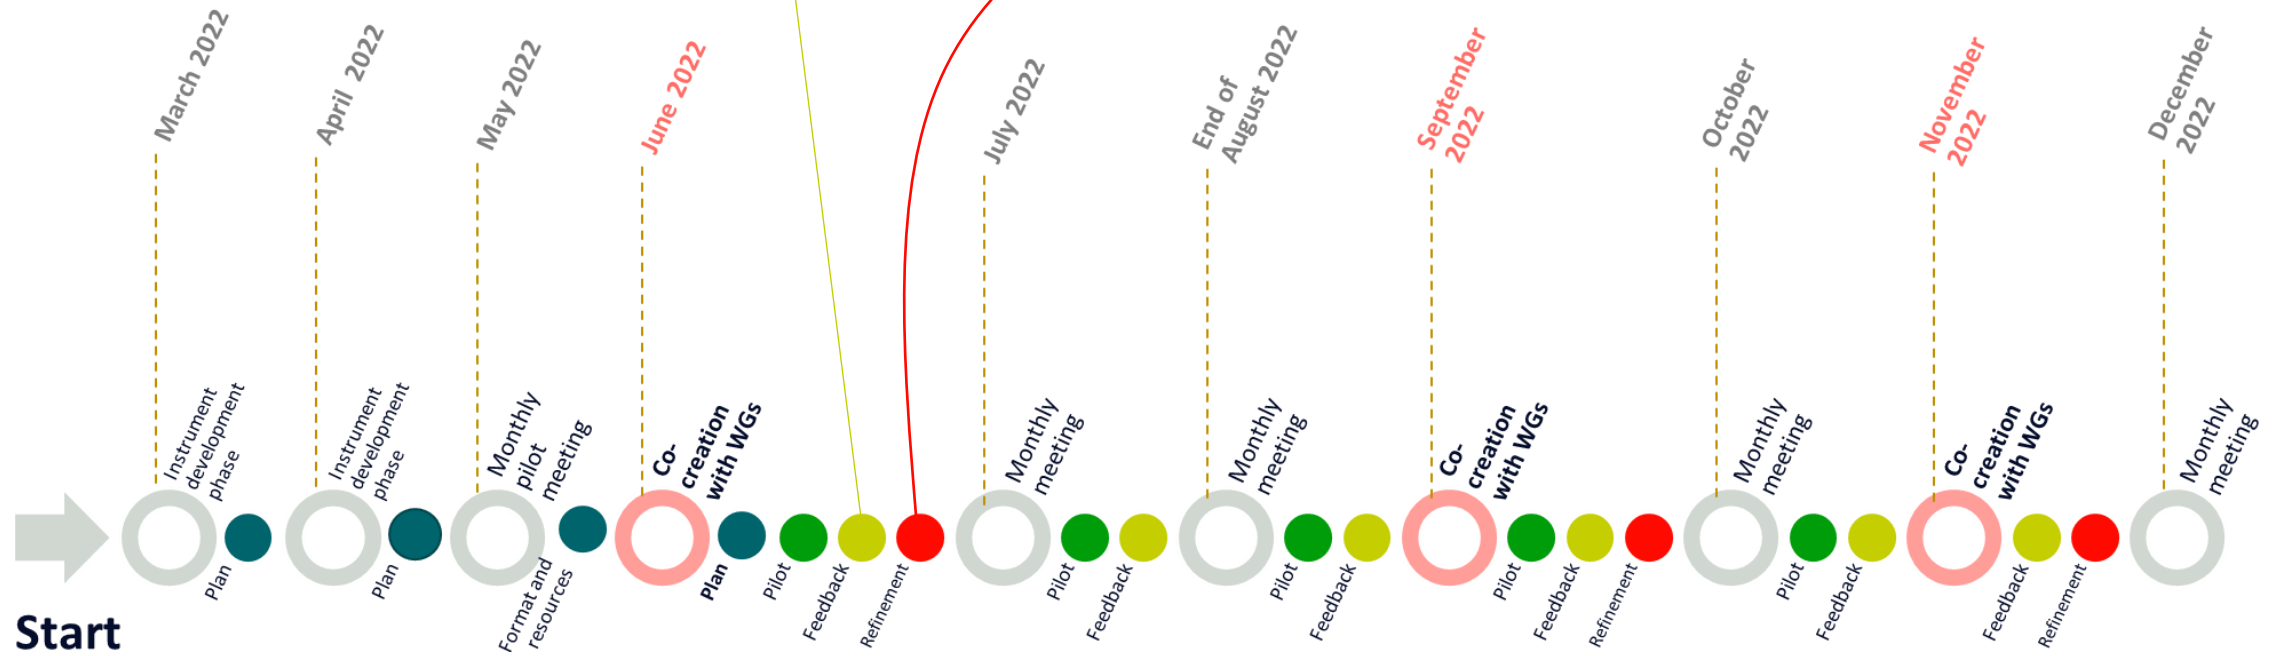 March 2022
April 2022
May 2022
June 2022
July 2022
End of
August 2022
September
2022
October
2022
November
2022
December
2022
Instrument
development
phase
Instrument
development
phase
Monthly
pilot
meeting
Co-
creation
with WGs
Monthly
meeting
Monthly
meeting
Co-
creation
with WGs
Monthly
meeting
Co-
creation
with WGs
Monthly
meeting
Plan
Plan
Format and
resources
Plan
Pilot
Feedback
Refinement
Pilot
Feedback
Pilot
Feedback
Pilot
Feedback
Refinement
Pilot
Feedback
Feedback
Refinement
Start